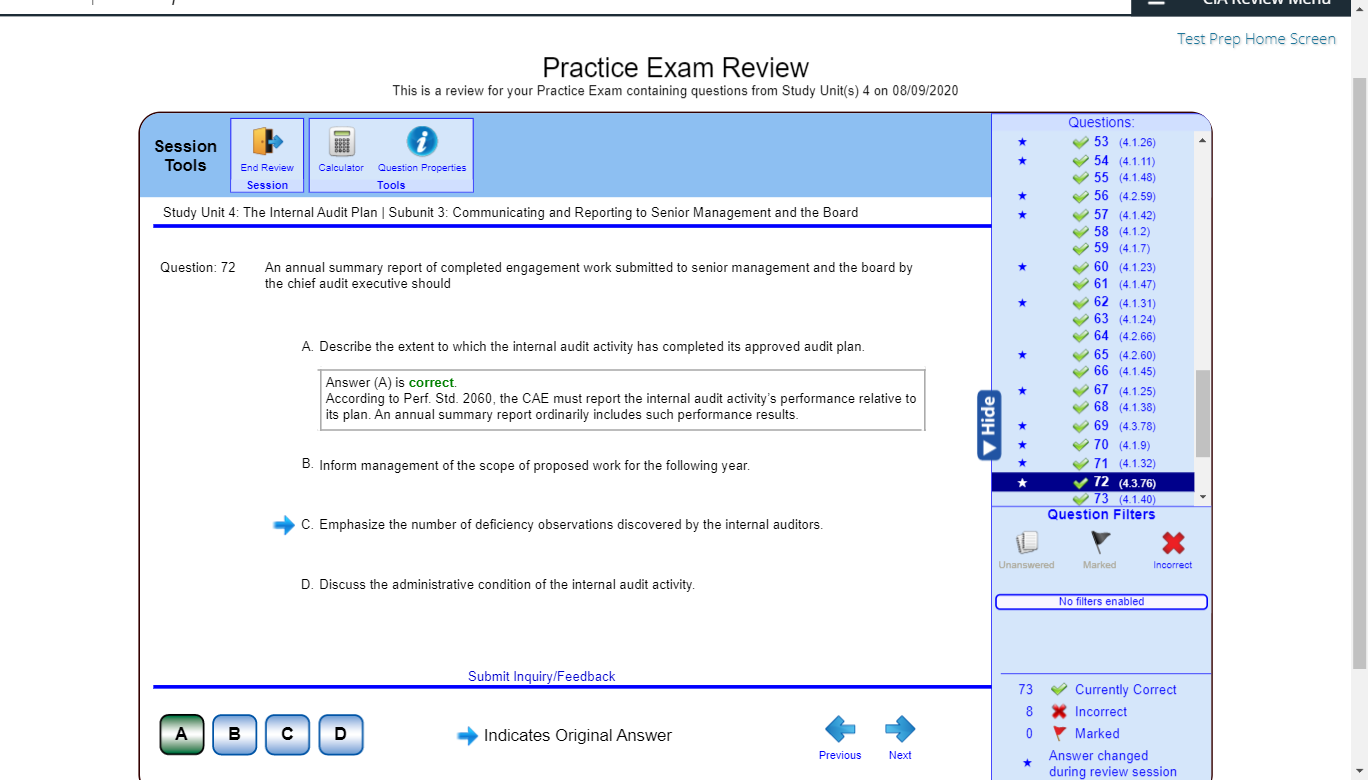 CIA Review Menu
Test Prep Home Screen
Practice Exam Review
This is a review for your Practice Exam containing questions from Study Unit(s) 4 on 08/09/2020
Session
Tools
End Review
Session
Calculator
Question Properties
Tools
Study Unit 4: The Internal Audit Plan | Subunit 3: Communicating and Reporting to Senior Management and the Board
Question: 72
An annual summary report of completed engagement work submitted to senior management and the board by
the chief audit executive should
A. Describe the extent to which the internal audit activity has completed its approved audit plan.
Answer (A) is correct.
According to Perf. Std. 2060, the CAE must report the internal audit activity's performance relative to
its plan. An annual summary report ordinarily includes such performance results.
B. Inform management of the scope of proposed work for the following year.
C. Emphasize the number of deficiency observations discovered by the internal auditors.
D. Discuss the administrative condition of the internal audit activity.
Submit Inquiry/Feedback
A
B
C
D
Indicates Original Answer
Previous
Next
Hide
Questions:
53 (4.1.26)
54 (4.1.11)
55 (4.1.48)
56 (4.2.59)
57 (4.1.42)
58 (4.1.2)
59 (4.1.7)
60 (4.1.23)
61 (4.1.47)
62 (4.1.31)
63 (4.1.24)
64 (4.2.66)
65 (4.2.60)
66 (4.1.45)
67 (4.1.25)
68 (4.1.38)
69 (4.3.78)
70 (4.1.9)
71 (4.1.32)
72 (4.3.76)
73 (4.1.40)
Question Filters
Unanswered
Marked
Incorrect
No filters enabled
73 Currently Correct
8 Incorrect
0 Marked
Answer changed
during review session